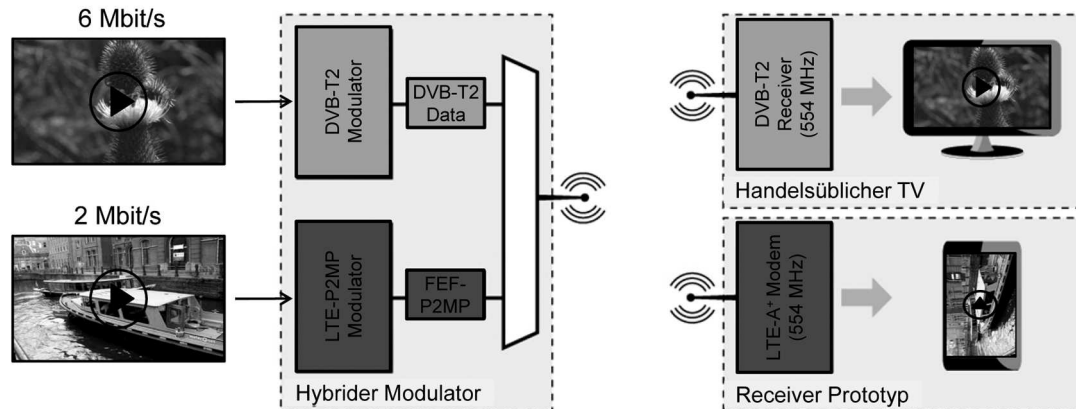 6 Mbit/s
DVB-T2
Modulator
DVB-T2
Data
2 Mbit/s
LTE-P2MP
Modulator
FEF-
P2MP
Hybrider Modulator
DVB-T2
Receiver
(554 MHz)
Handelsüblicher TV
LTE-A⁺ Modem
(554 MHz)
Receiver Prototyp